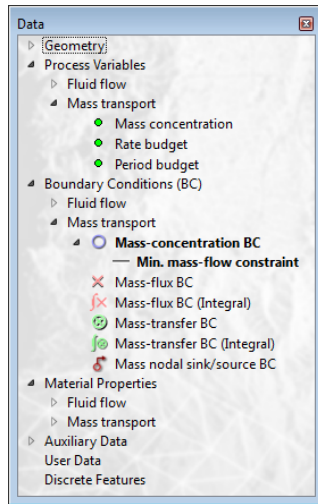 Data
Geometry
Process Variables
Fluid flow
Mass transport
Mass concentration
Rate budget
Period budget
Boundary Conditions (BC)
Fluid flow
Mass transport
Mass-concentration BC
Min. mass-flow constraint
Mass-flux BC
Mass-flux BC (Integral)
Mass-transfer BC
Mass-transfer BC (Integral)
Mass nodal sink/source BC
Material Properties
Fluid flow
Mass transport
Auxiliary Data
User Data
Discrete Features